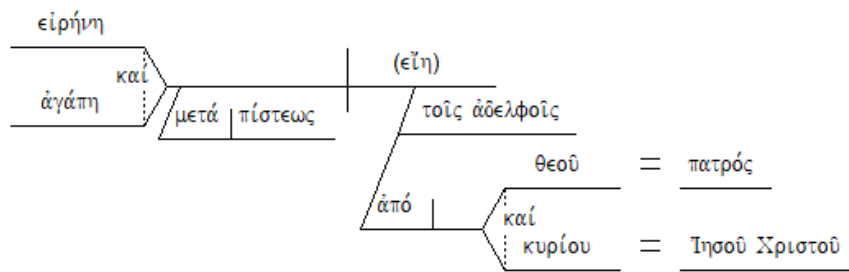 εἰρήνη
καί
(εἴη)
ἀγάπη
μετά πίστεως
τοῖς ἀδελφοῖς
θεοῦ = πατρός
ἀπό
καί
κυρίου = Ἰησοῦ Χριστοῦ